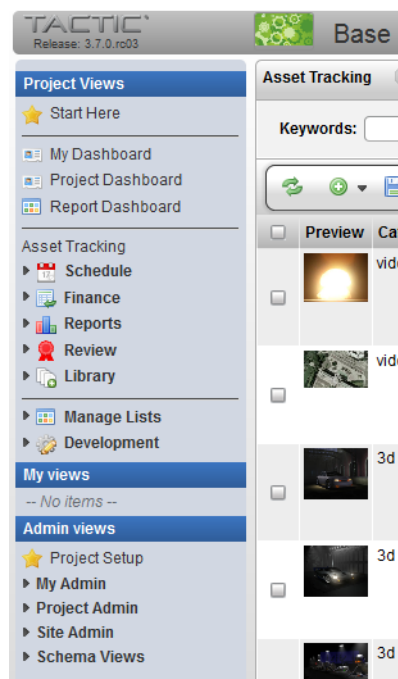 TACTIC
Release: 3.7.0.rc03
Base
Project Views
Start Here
My Dashboard
Project Dashboard
Report Dashboard
Asset Tracking
Schedule
Finance
Reports
Review
Library
Manage Lists
Development
My views
-- No items --
Admin views
Project Setup
My Admin
Project Admin
Site Admin
Schema Views
Asset Tracking
Keywords:
Preview Ca
vide
vide
3d
3d
3d